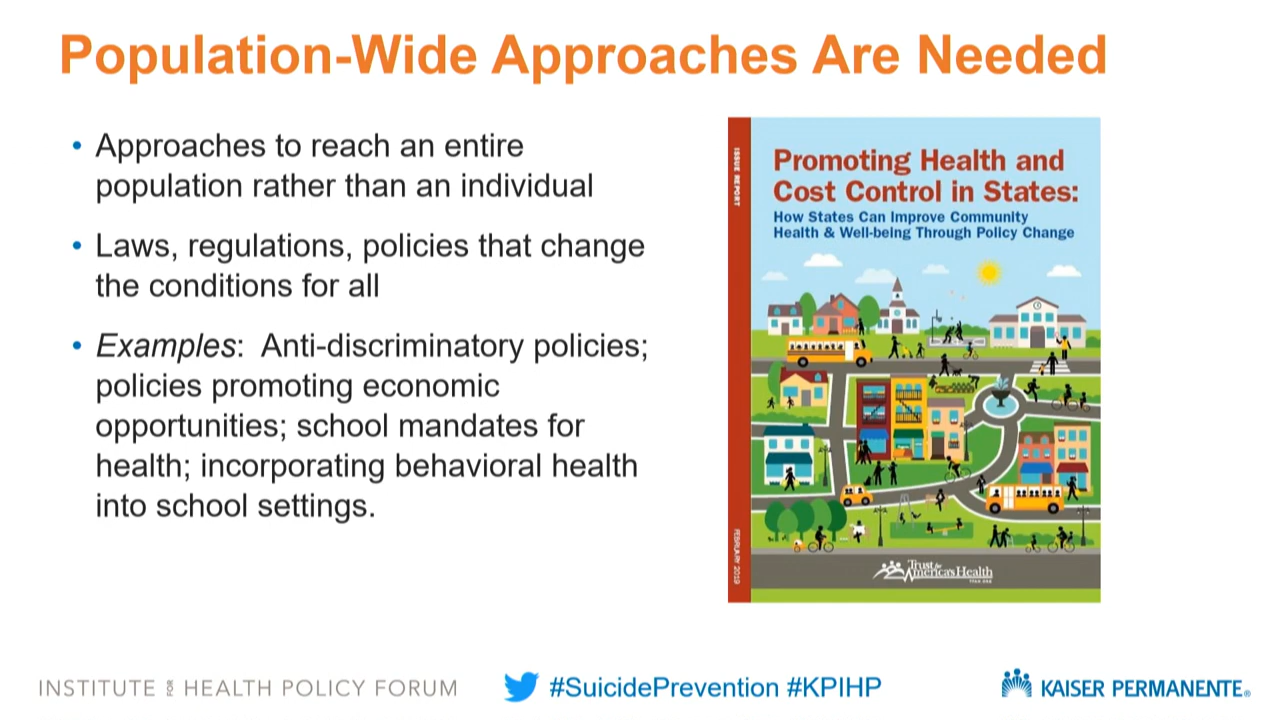 Population-Wide Approaches Are Needed
• Approaches to reach an entire
population rather than an individual
• Laws, regulations, policies that change
the conditions for all
• Examples: Anti-discriminatory policies;
policies promoting economic
opportunities; school mandates for
health; incorporating behavioral health
into school settings.
ISSUE REPORT
Promoting Health and
Cost Control in States:
How States Can Improve Community
Health & Well-being Through Policy Change
FEBRUARY 2019
Trust for
America's Health
INSTITUTE FOR HEALTH POLICY FORUM
#SuicidePrevention #KPIHP
KAISER PERMANENTE®